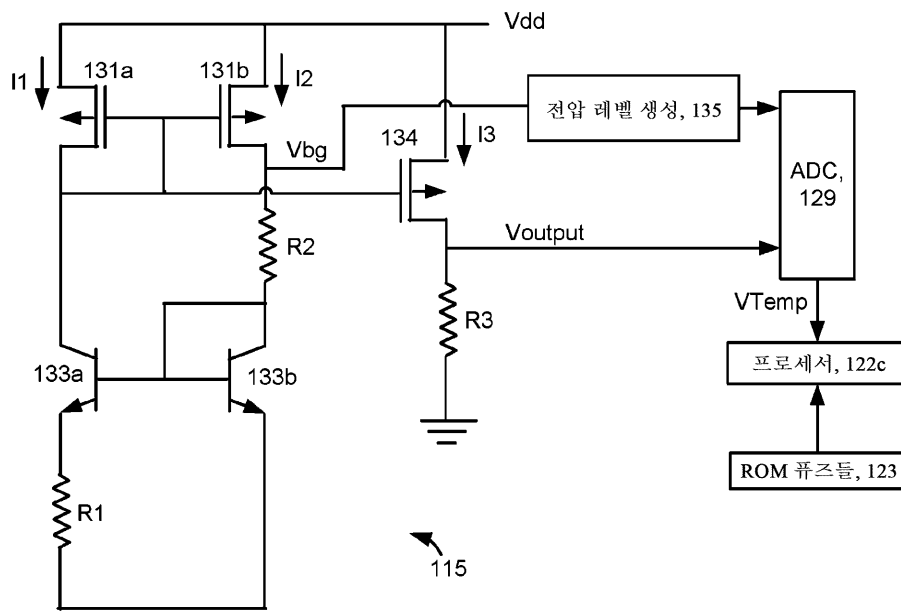 Vdd
I1
131a
131b
I2
전압 레벨 생성, 135
134
I3
Vbg
ADC,
129
R2
Voutput
VTemp
R3
133a
133b
프로세서, 122c
ROM 퓨즈들, 123
R1
115